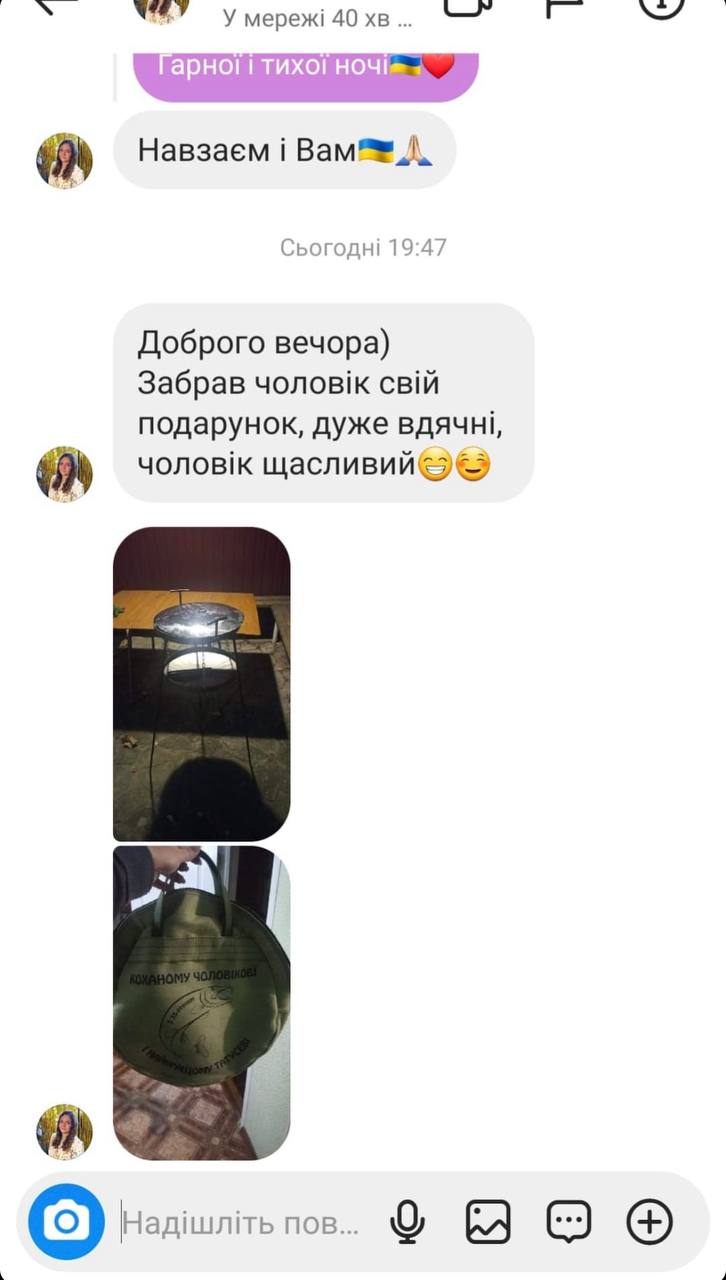 У мережі 40 хв ...
Гарної і тихої ночі🇺🇦❤️
Навзаєм і Вам🇺🇦🙏🏼
Сьогодні 19:47
Доброго вечора)
Забрав чоловік свій
подарунок, дуже вдячні,
чоловік щасливий😁☺️
КОХАНОМУ ЧОЛОВІКОВІ
І НАЙКРАЩОМУ ТАТУСЕВІ
Надішліть пов...